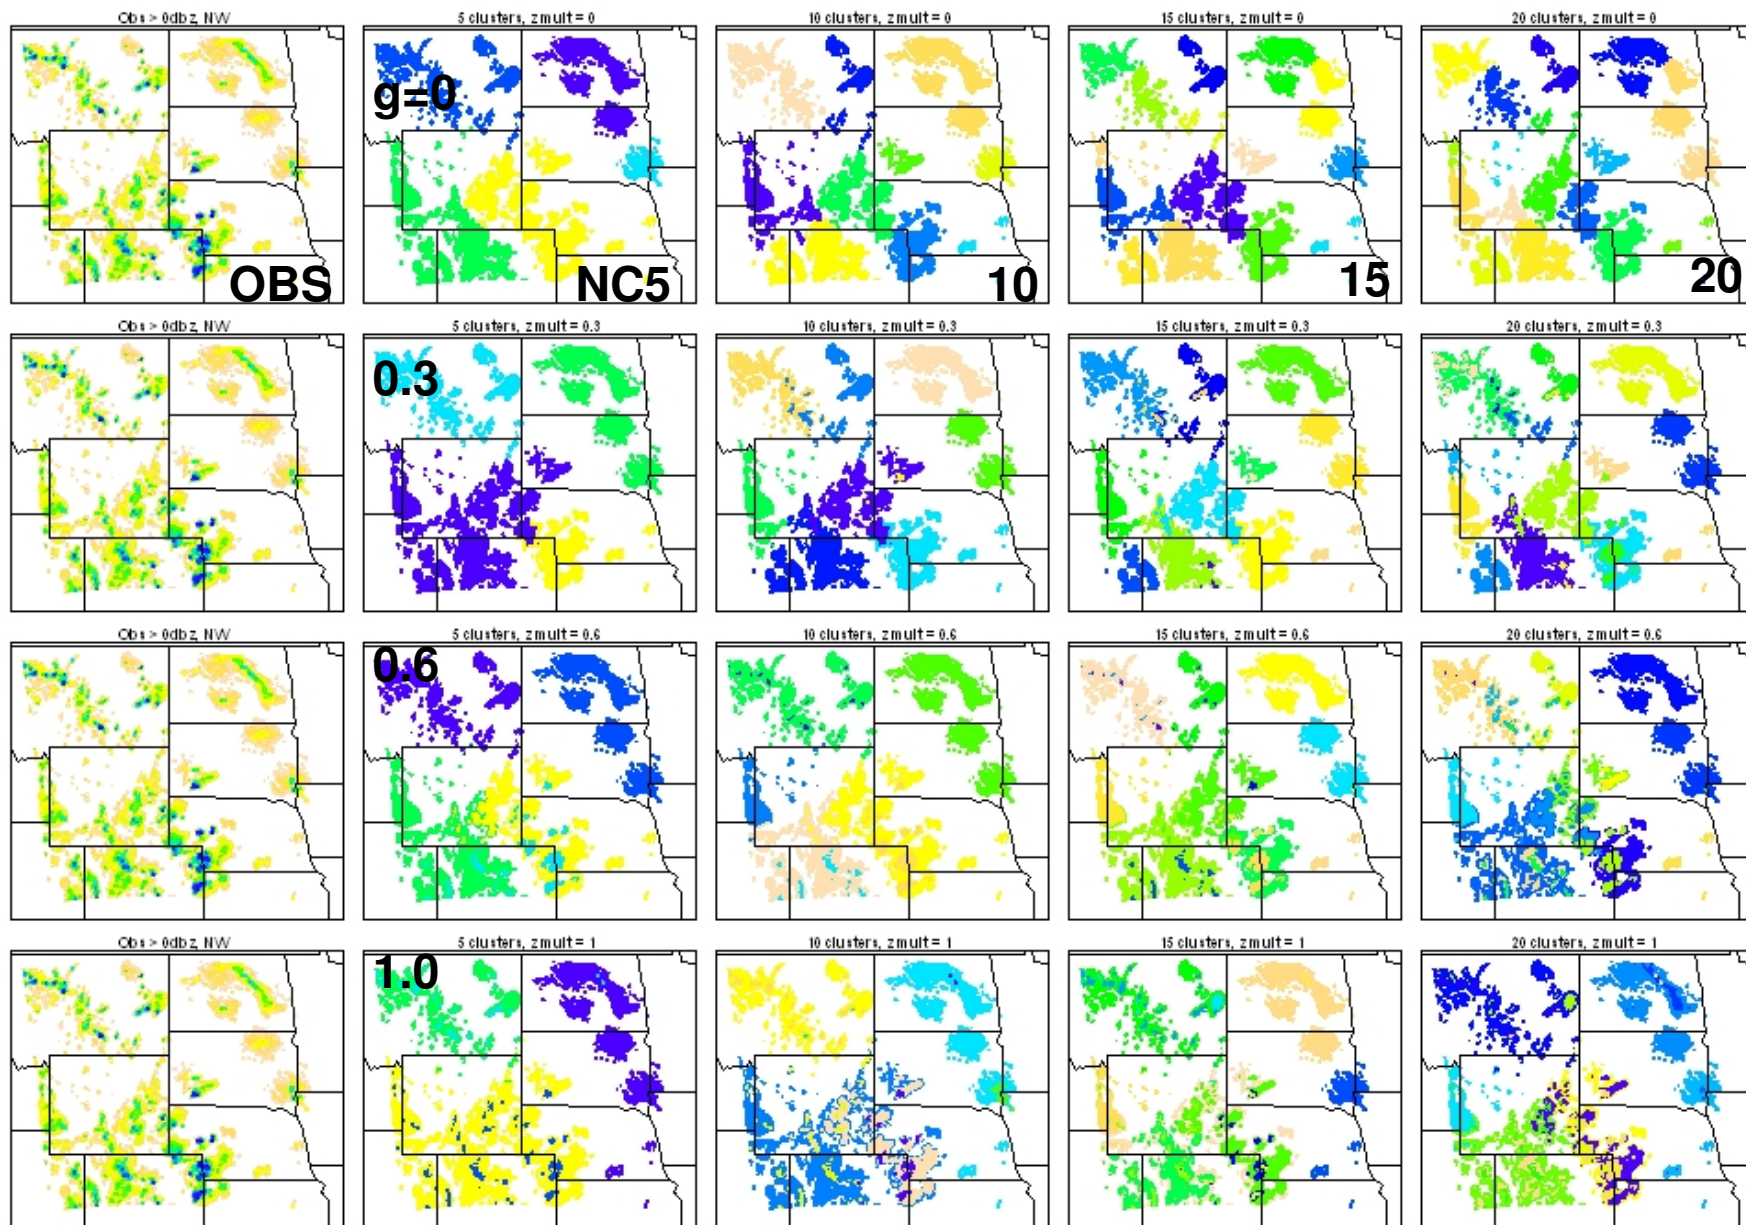 Obs > 0dbz, NW
5 clusters, zmult = 0
10 clusters, zmult = 0
15 clusters, zmult = 0
20 clusters, zmult = 0
g=0
OBS
NC5
10
15
20
Obs > 0dbz, NW
5 clusters, zmult = 0.3
10 clusters, zmult = 0.3
15 clusters, zmult = 0.3
20 clusters, zmult = 0.3
0.3
Obs > 0dbz, NW
5 clusters, zmult = 0.6
10 clusters, zmult = 0.6
15 clusters, zmult = 0.6
20 clusters, zmult = 0.6
0.6
Obs > 0dbz, NW
5 clusters, zmult = 1
10 clusters, zmult = 1
15 clusters, zmult = 1
20 clusters, zmult = 1
1.0